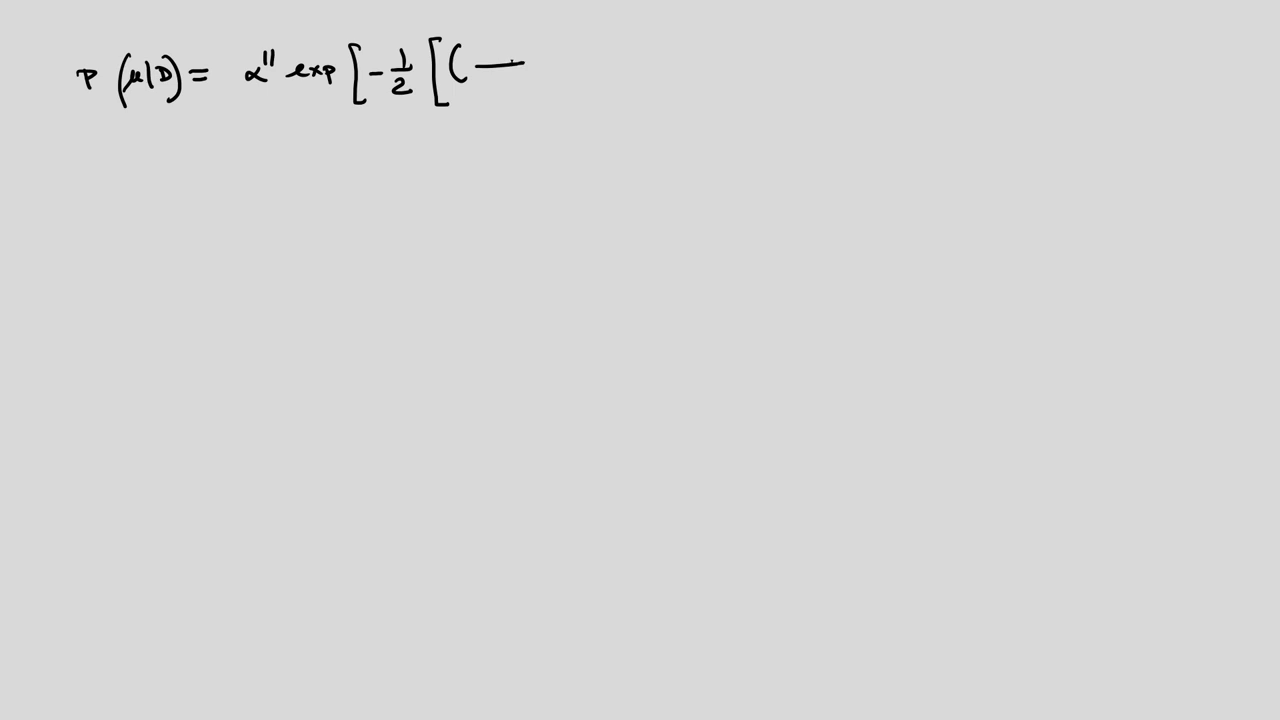 p (μ|D) = α'' exp [ - 1/2 [ ( —